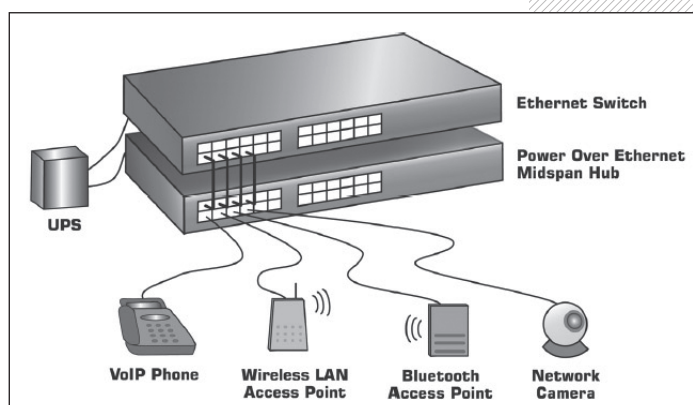 Ethernet Switch
Power Over Ethernet
Midspan Hub
UPS
VoIP Phone
Wireless LAN
Access Point
Bluetooth
Access Point
Network
Camera